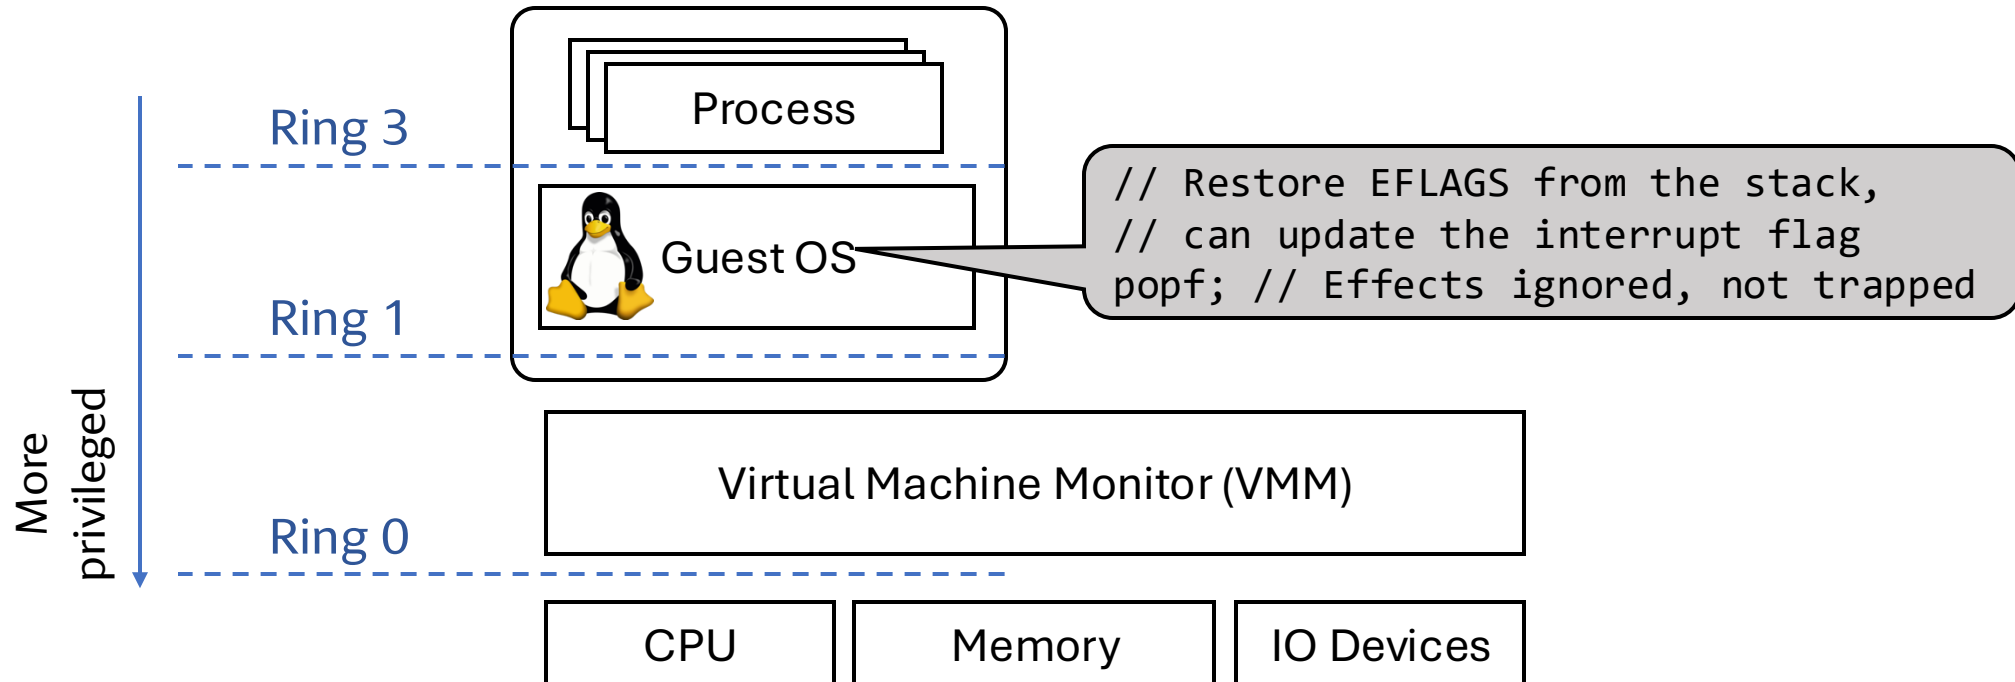 Process
Ring 3
// Restore EFLAGS from the stack,
// can update the interrupt flag
popf; // Effects ignored, not trapped
Guest OS
Ring 1
More
privileged
Virtual Machine Monitor (VMM)
Ring 0
CPU
Memory
IO Devices